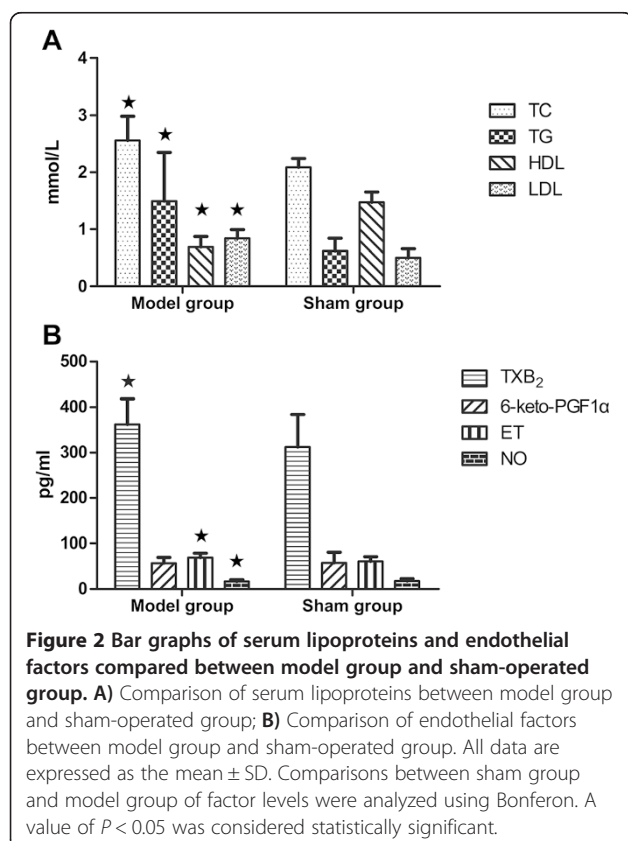 A
4
3
2
1
0
mmol/L
★ ★ ★ ★
Model group Sham group
TC
TG
HDL
LDL
B
500
400
300
200
100
0
pg/ml
★ ★ ★
Model group Sham group
TXB₂
6-keto-PGF1α
ET
NO
Figure 2 Bar graphs of serum lipoproteins and endothelial
factors compared between model group and sham-operated
group. A) Comparison of serum lipoproteins between model group
and sham-operated group; B) Comparison of endothelial factors
between model group and sham-operated group. All data are
expressed as the mean ± SD. Comparisons between sham group
and model group of factor levels were analyzed using Bonferon. A
value of P < 0.05 was considered statistically significant.